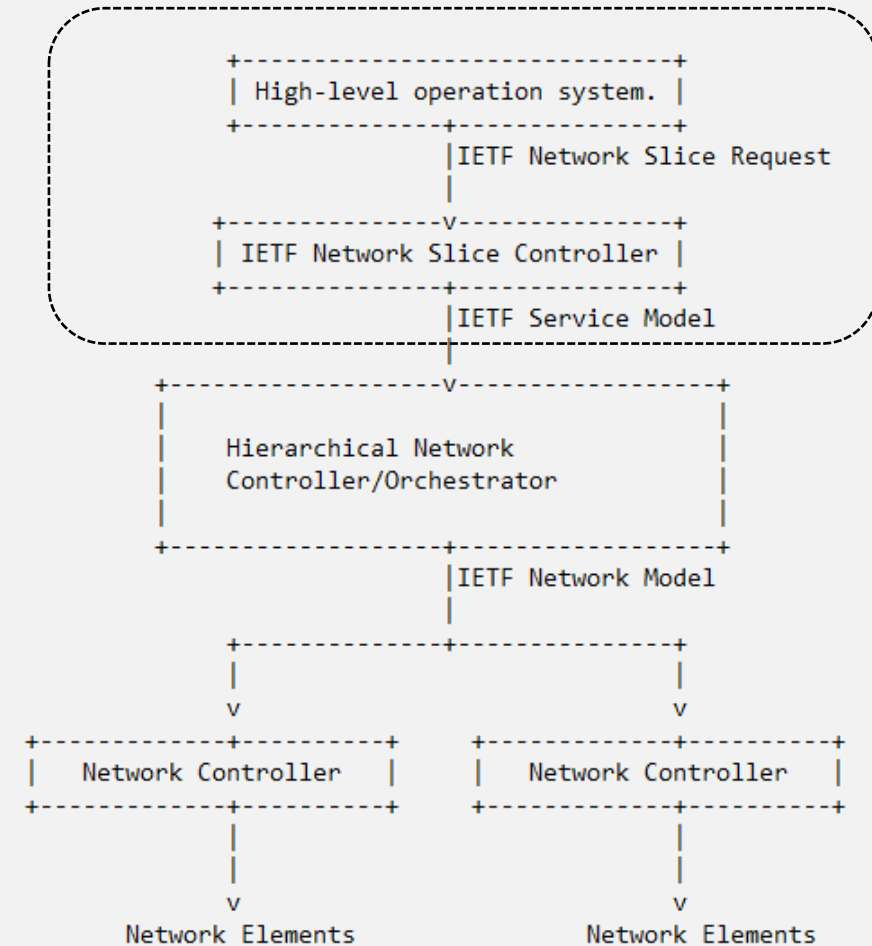 High-level operation system.
IETF Network Slice Request
IETF Network Slice Controller
IETF Service Model
Hierarchical Network
Controller/Orchestrator
IETF Network Model
Network Controller Network Controller
Network Elements Network Elements